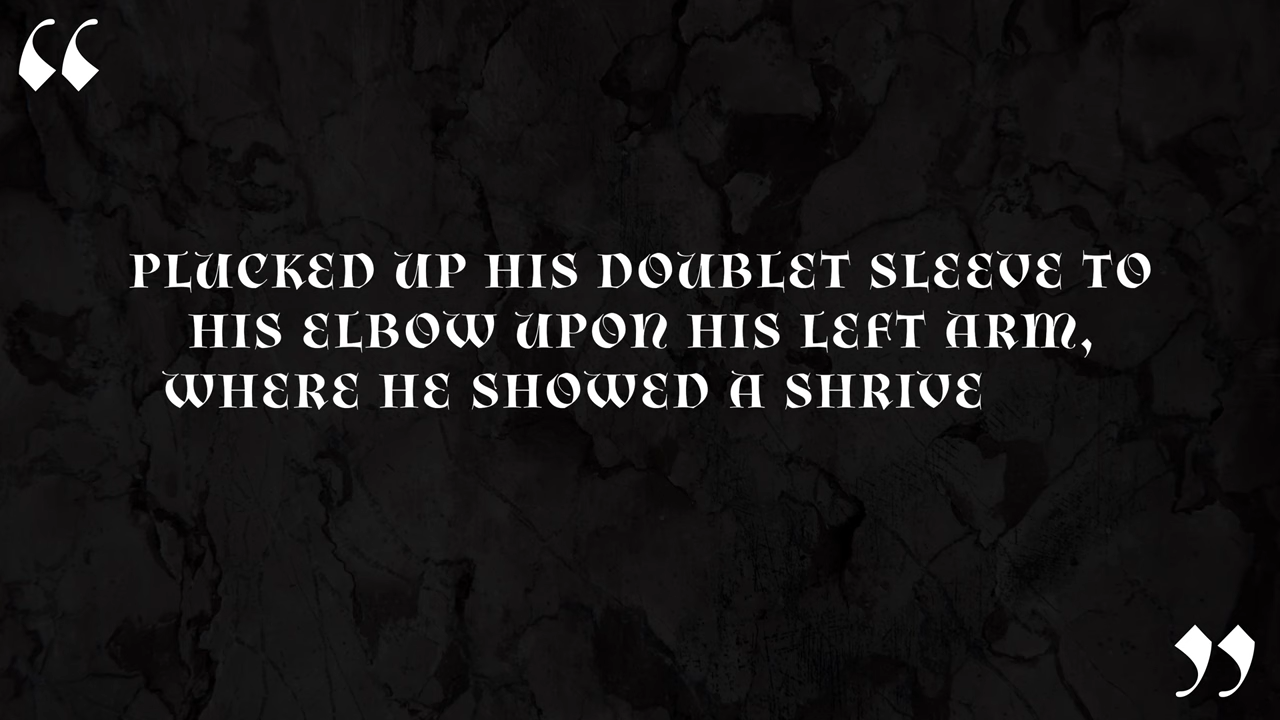 “
PLUCKED UP HIS DOUBLET SLEEVE TO
HIS ELBOW UPON HIS LEFT ARM,
WHERE HE SHOWED A SHRIVE
”